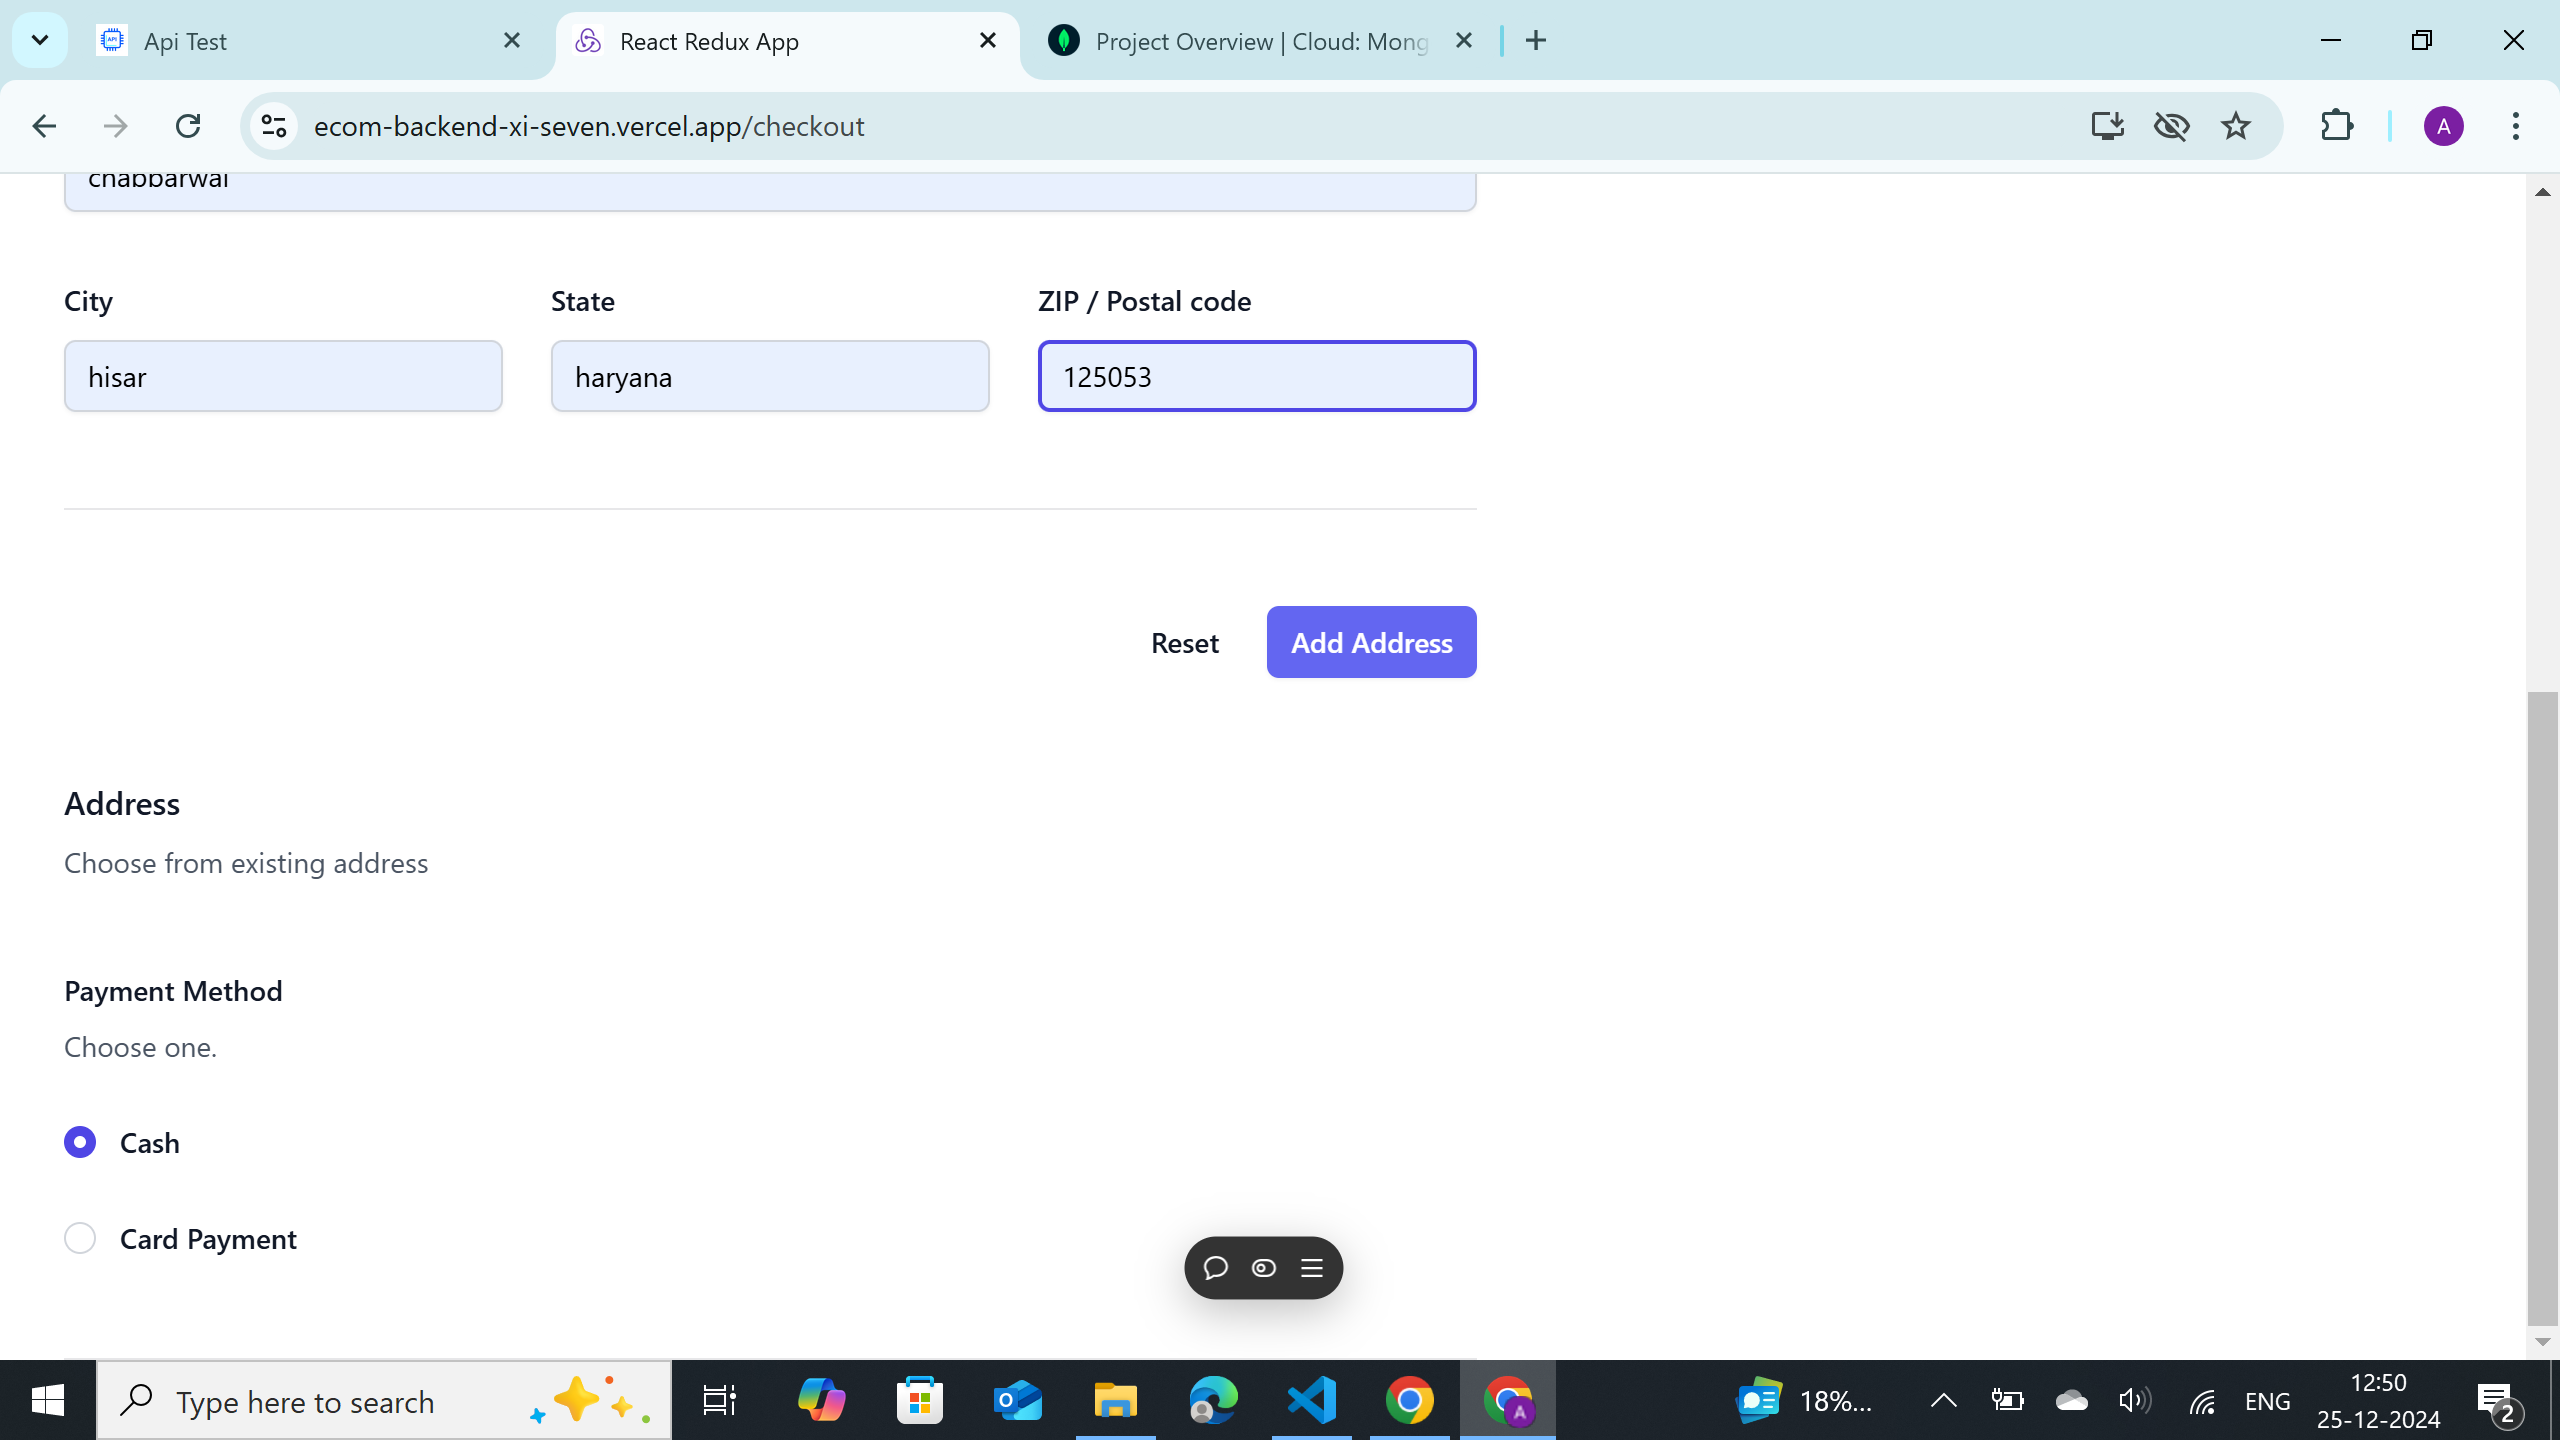 Api Test
React Redux App
Project Overview | Cloud: Mong
ecom-backend-xi-seven.vercel.app/checkout
A
chabbarwal
City
State
ZIP / Postal code
hisar
haryana
125053
Reset
Add Address
Address
Choose from existing address
Payment Method
Choose one.
Cash
Card Payment
Type here to search
18%...
ENG
12:50
25-12-2024
2